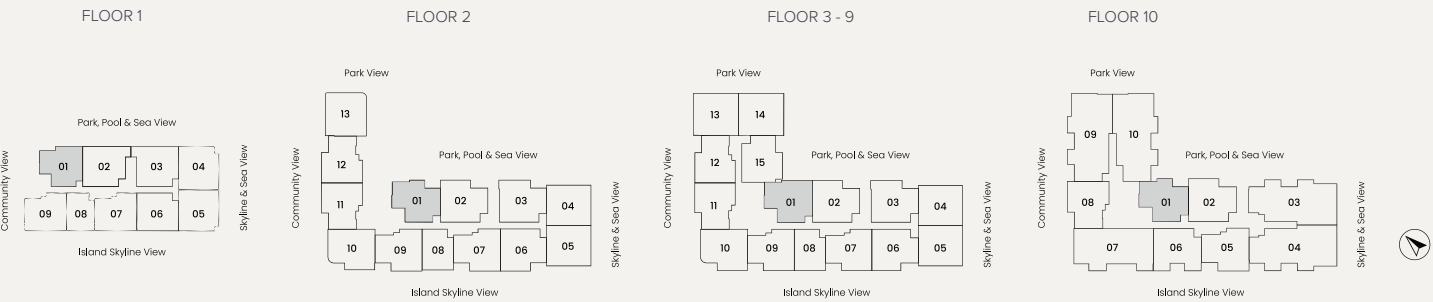 FLOOR 1
Park, Pool & Sea View
Community View
01
02
03
04
09
08
07
06
05
Skyline & Sea View
Island Skyline View
FLOOR 2
Park View
13
12
11
Community View
Park, Pool & Sea View
01
02
03
04
10
09
08
07
06
05
Skyline & Sea View
Island Skyline View
FLOOR 3 - 9
Park View
13
14
12
15
11
Community View
Park, Pool & Sea View
01
02
03
04
10
09
08
07
06
05
Skyline & Sea View
Island Skyline View
FLOOR 10
Park View
09
10
08
Community View
Park, Pool & Sea View
01
02
03
07
06
05
04
Skyline & Sea View
Island Skyline View